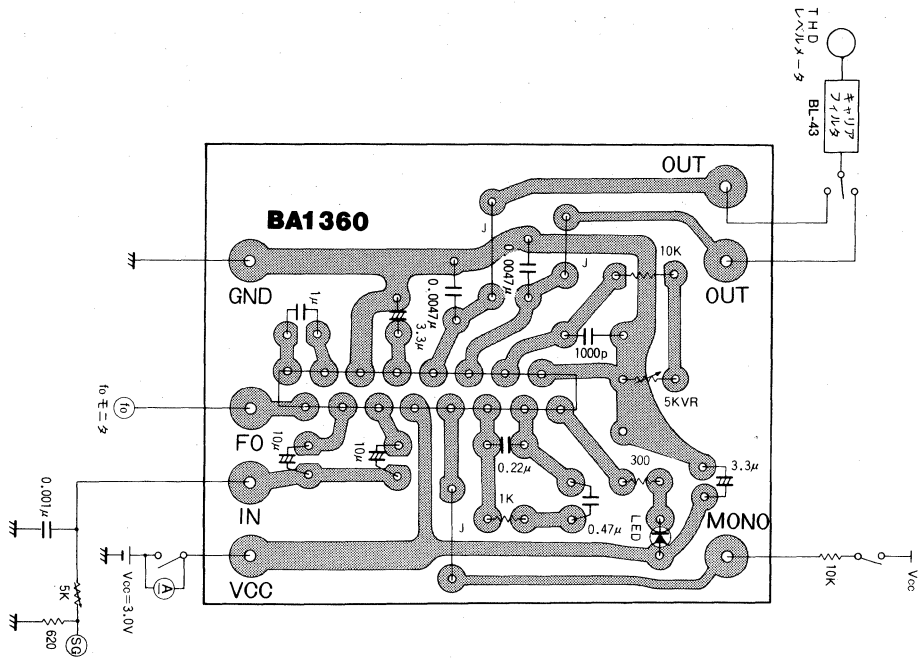 THD
レベルメータ
キャリア
フィルタ
BL-43
OUT
BA1360
J
0.0047μ
J
10K
GND
OUT
1μ
3.3μ
0.0047μ
1000p
5KVR
foモニタ
fo
FO
10μ
10μ
0.22μ
300
3.3μ
0.001μ
IN
J
1K
0.47μ
LED
MONO
Vcc=3.0V
A
VCC
10K
Vcc
5K
620
SG